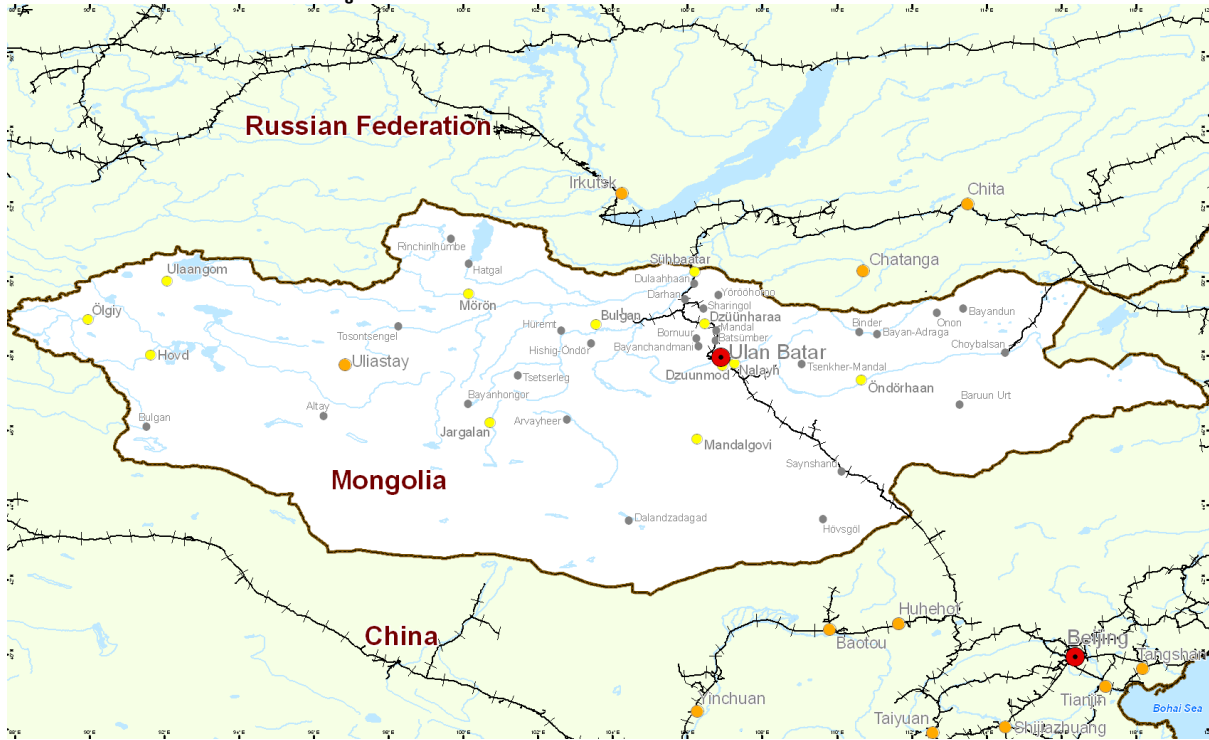 Russian Federation
Irkutsk
Chita
Rinchinlhümbe
Hatgal
Sühbaatar
Chatanga
Ulaangom
Dulaahhaan
Mörön
Darhan
Yörööhongo
Sharingol
Ölgiy
Bulgan
Dzüünharaa
Onon
Bayandun
Tosontsengel
Hüremt
Mandal
Binder
Bayan-Adraga
Bornuur
Batsümber
Hishig-Öndör
Bayanchandmani
Choybalsan
Hovd
Ulan Batar
Uliastay
Tsenkher-Mandal
Dzuunmod
Nalayh
Tsetserleg
Öndörhaan
Bayanhongor
Baruun Urt
Altay
Bulgan
Arvayheer
Jargalan
Mandalgovi
Saynshand
Mongolia
Dalandzadagad
Hövsgöl
Huhehot
China
Baotou
Beijing
Tangshan
Yinchuan
Tianjin
Bohai Sea
Taiyuan
Shijiazhuang